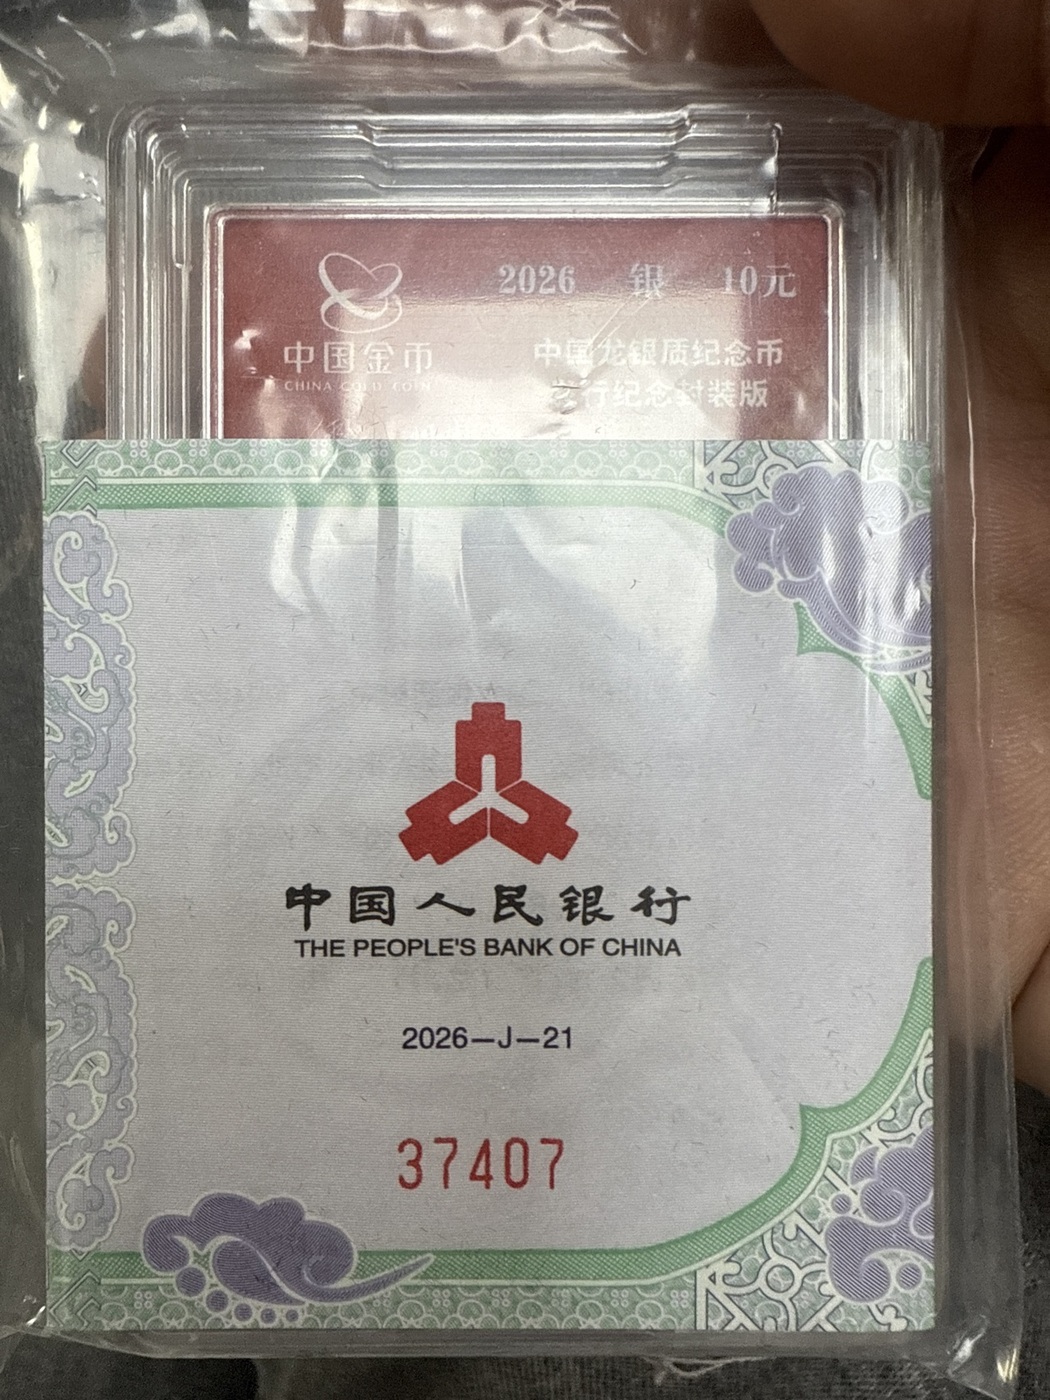 2026 银 10元
中国金币
CHINA GOLD COIN
中国龙银质纪念币
发行纪念封装版
中国人民银行
THE PEOPLE'S BANK OF CHINA
2026—J—21
37407